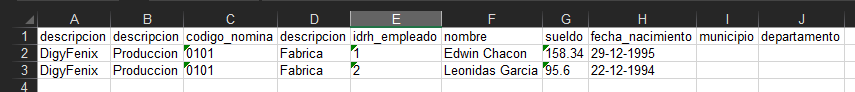 A B C D E F G H I J
1 descripcion descripcion codigo_nomina descripcion idrh_empleado nombre sueldo fecha_nacimiento municipio departamento
2 DigyFenix Produccion 0101 Fabrica 1 Edwin Chacon 158.34 29-12-1995
3 DigyFenix Produccion 0101 Fabrica 2 Leonidas Garcia 95.6 22-12-1994
4